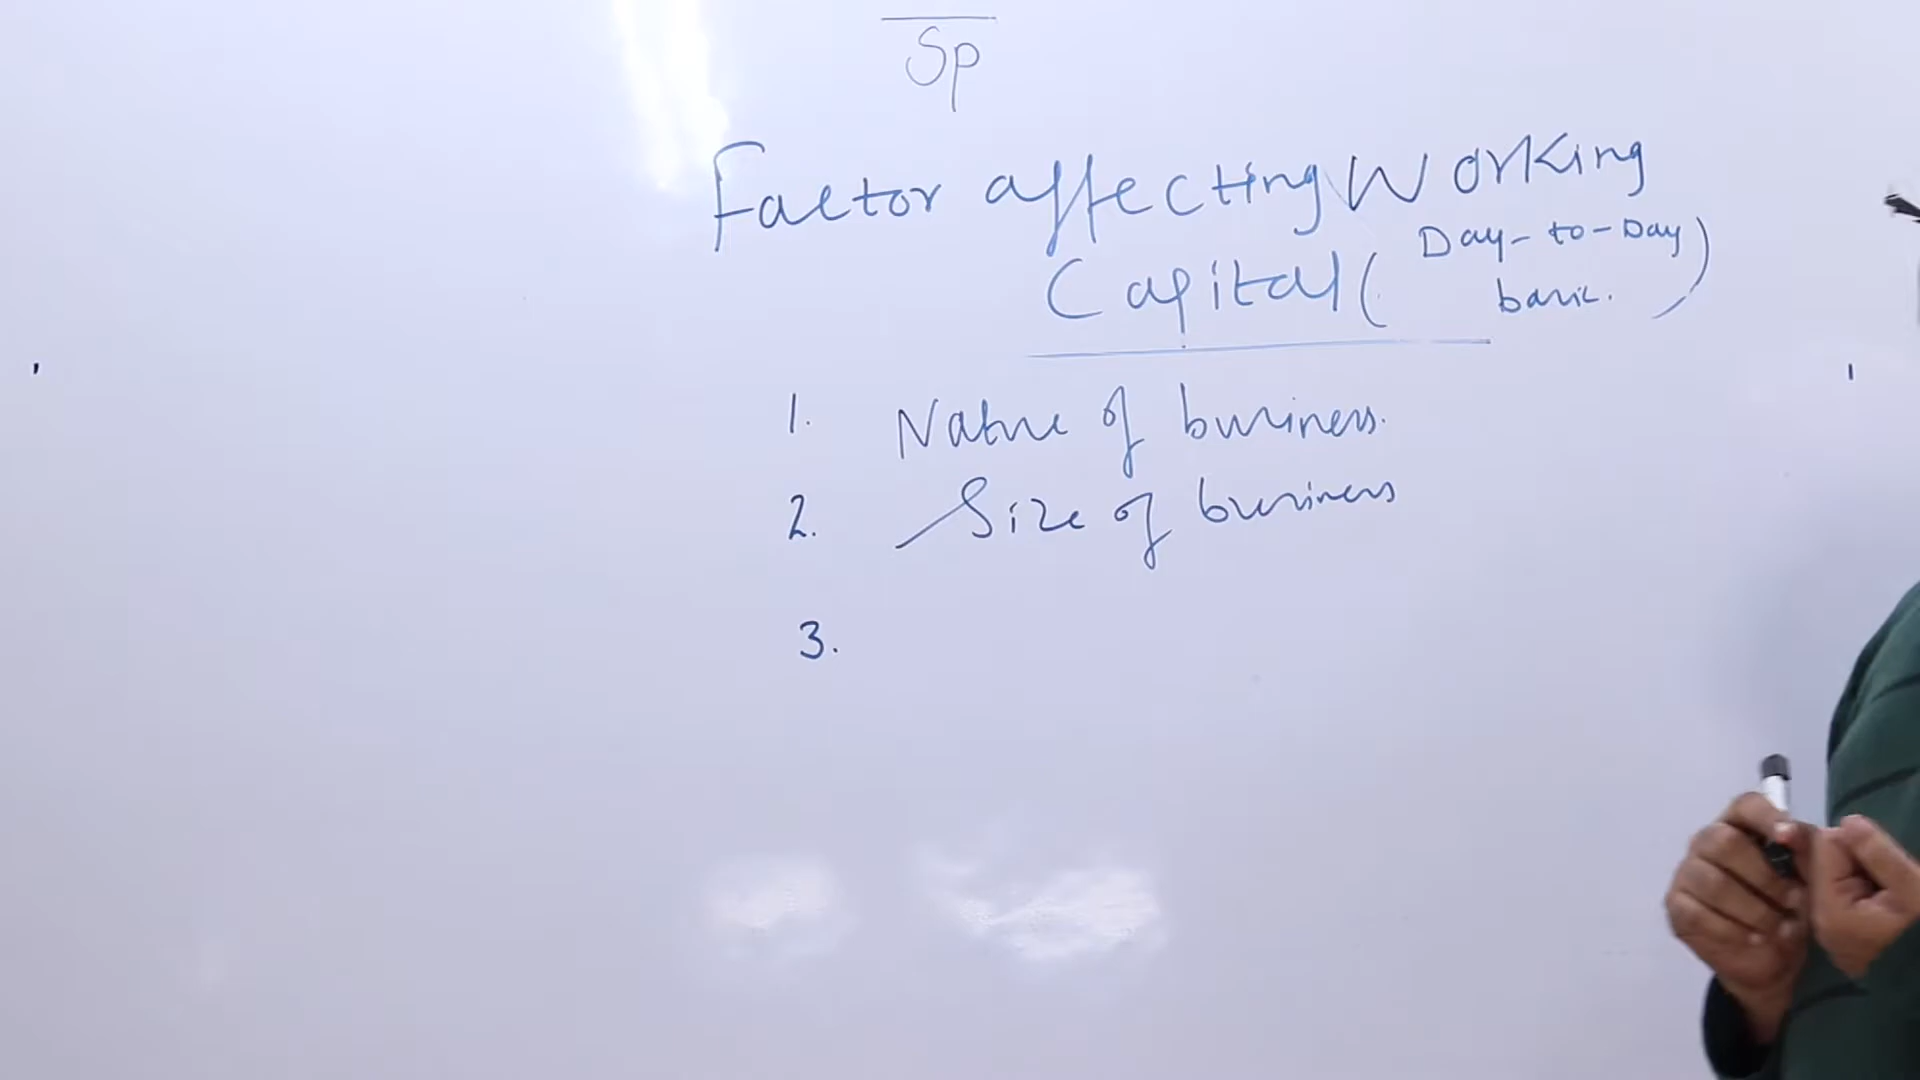 Sp
Factor affecting Working
Capital ( Day-to-Day
basic. )
1. Nature of business.
2. Size of business
3.